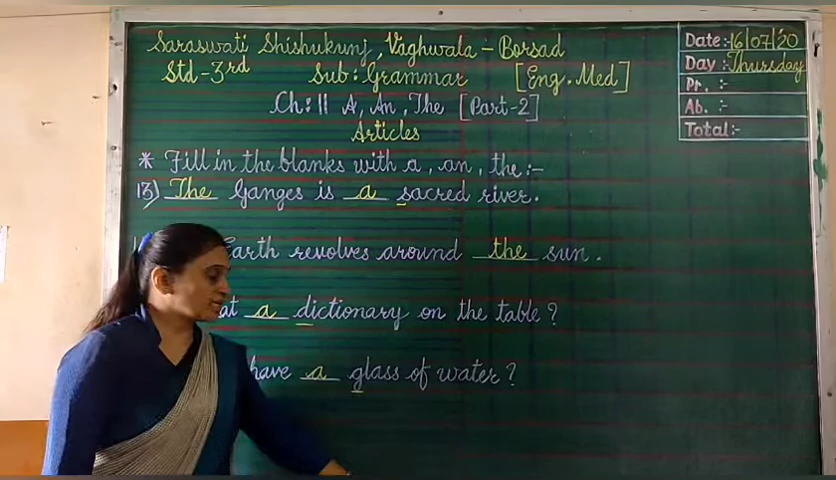 Saraswati Shishukunj, Vaghwala - Borsad
Std-3rd Sub: Grammar [Eng. Med]
Ch: 11 A, An, The [Part-2]
Articles
Date:- 16/07/'20
Day:- Thursday
Pr. :-
Ab. :-
Total:-
* Fill in the blanks with a, an, the:-
13) The Ganges is a sacred river.
Earth revolves around the sun.
at a dictionary on the table?
have a glass of water?